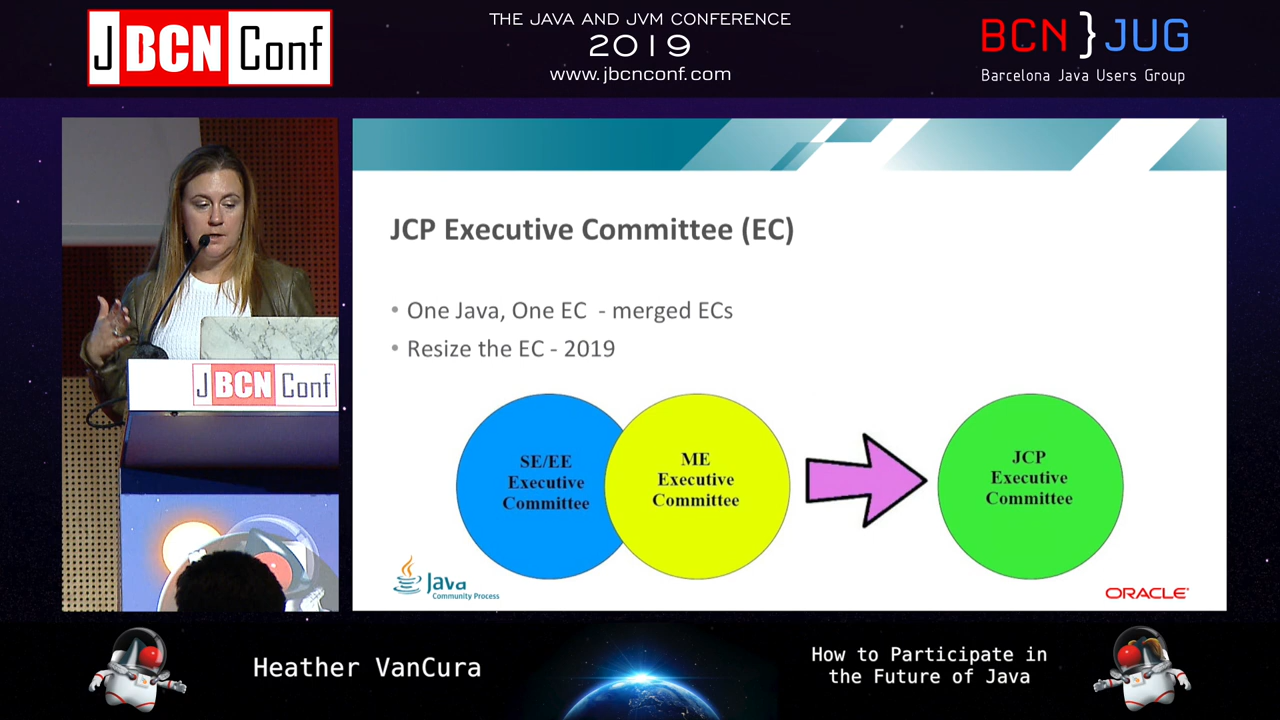 J BCN Conf
THE JAVA AND JVM CONFERENCE
2019
www.jbcnconf.com
BCN } JUG
Barcelona Java Users Group
JCP Executive Committee (EC)
• One Java, One EC - merged ECs
• Resize the EC - 2019
SE/EE
Executive
Committee
ME
Executive
Committee
JCP
Executive
Committee
Java
Community Process
ORACLE®
J BCN Conf
Heather VanCura
How to Participate in
the Future of Java